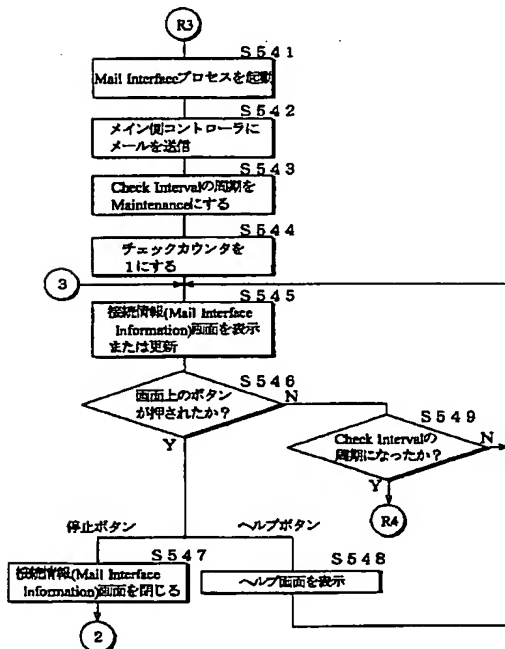 R3
S541
Mail Interfaceプロセスを起動
S542
メイン側コントローラに
メールを送信
S543
Check Intervalの周期を
Maintenanceにする
S544
チェックカウンタを
1にする
3
S545
接続情報(Mail Interface
Information)画面を表示
または更新
S546
画面上のボタン
が押されたか？
N
Y
S549
Check Intervalの
周期になったか？
N
Y
R4
停止ボタン
ヘルプボタン
S547
接続情報(Mail Interface
Information)画面を閉じる
S548
ヘルプ画面を表示
2